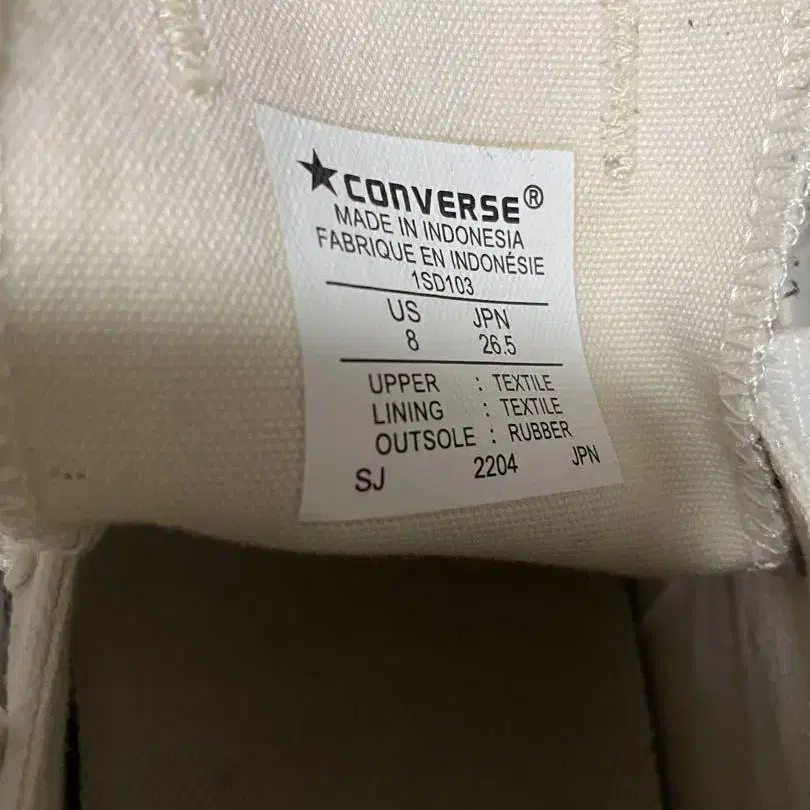 ★CONVERSE®
MADE IN INDONESIA
FABRIQUE EN INDONÉSIE
1SD103
US JPN
8 26.5
UPPER : TEXTILE
LINING : TEXTILE
OUTSOLE : RUBBER
SJ 2204 JPN